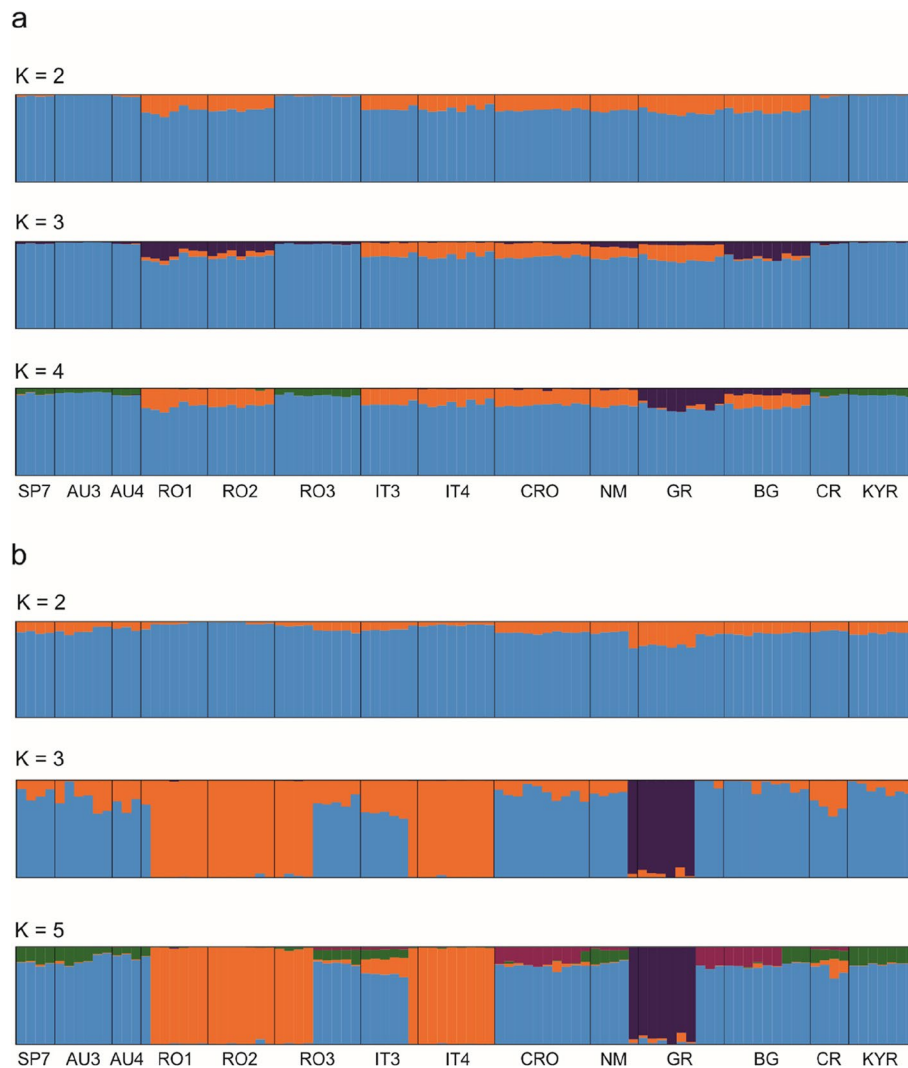 a
K = 2
K = 3
K = 4
SP7 AU3 AU4 RO1 RO2 RO3 IT3 IT4 CRO NM GR BG CR KYR
b
K = 2
K = 3
K = 5
SP7 AU3 AU4 RO1 RO2 RO3 IT3 IT4 CRO NM GR BG CR KYR